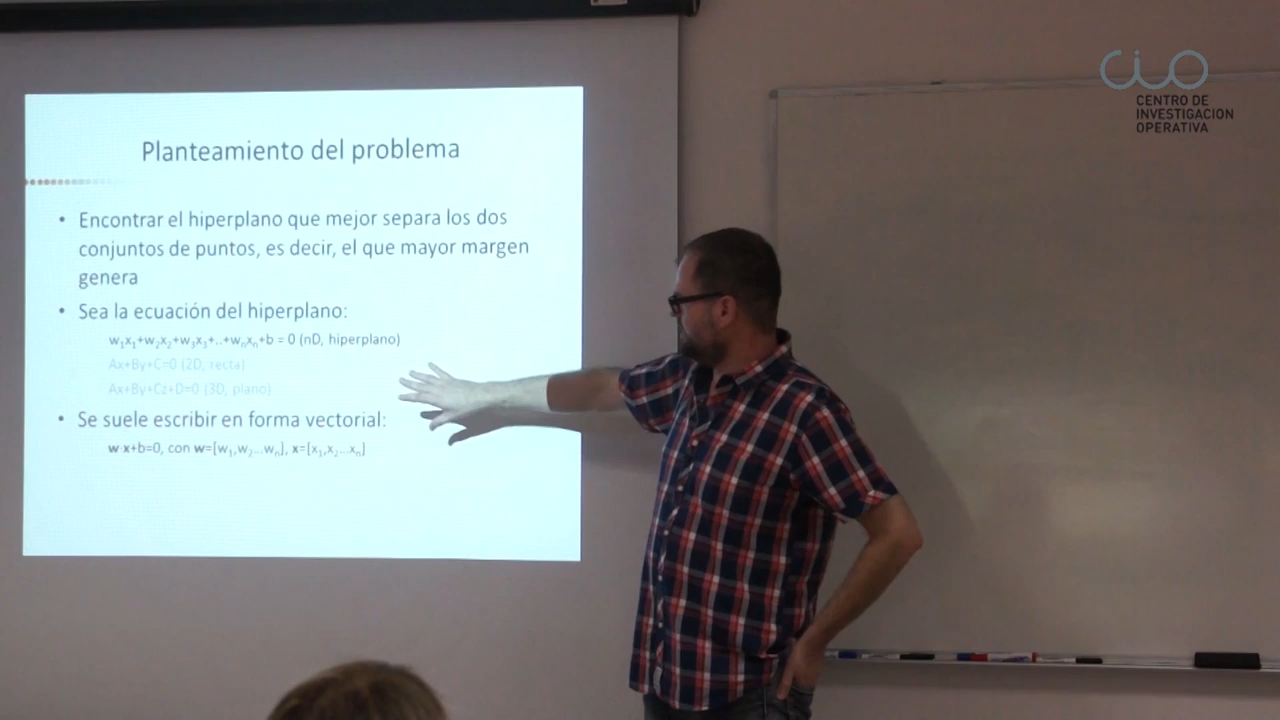 Planteamiento del problema
• Encontrar el hiperplano que mejor separa los dos
conjuntos de puntos, es decir, el que mayor margen
genera
• Sea la ecuación del hiperplano:
w₁x₁+w₂x₂+w₃x₃+..+wₙxₙ+b = 0 (nD, hiperplano)
Ax+By+C=0 (2D, recta)
Ax+By+Cz+D=0 (3D, plano)
• Se suele escribir en forma vectorial:
w·x+b=0, con w=[w₁,w₂...wₙ], x=[x₁,x₂...xₙ]
CIO
CENTRO DE
INVESTIGACION
OPERATIVA